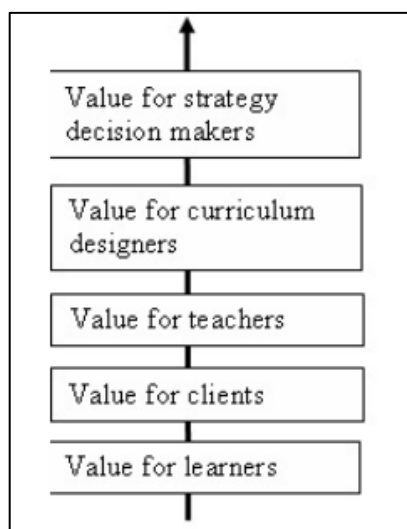 Value for strategy
decision makers
Value for curriculum
designers
Value for teachers
Value for clients
Value for learners